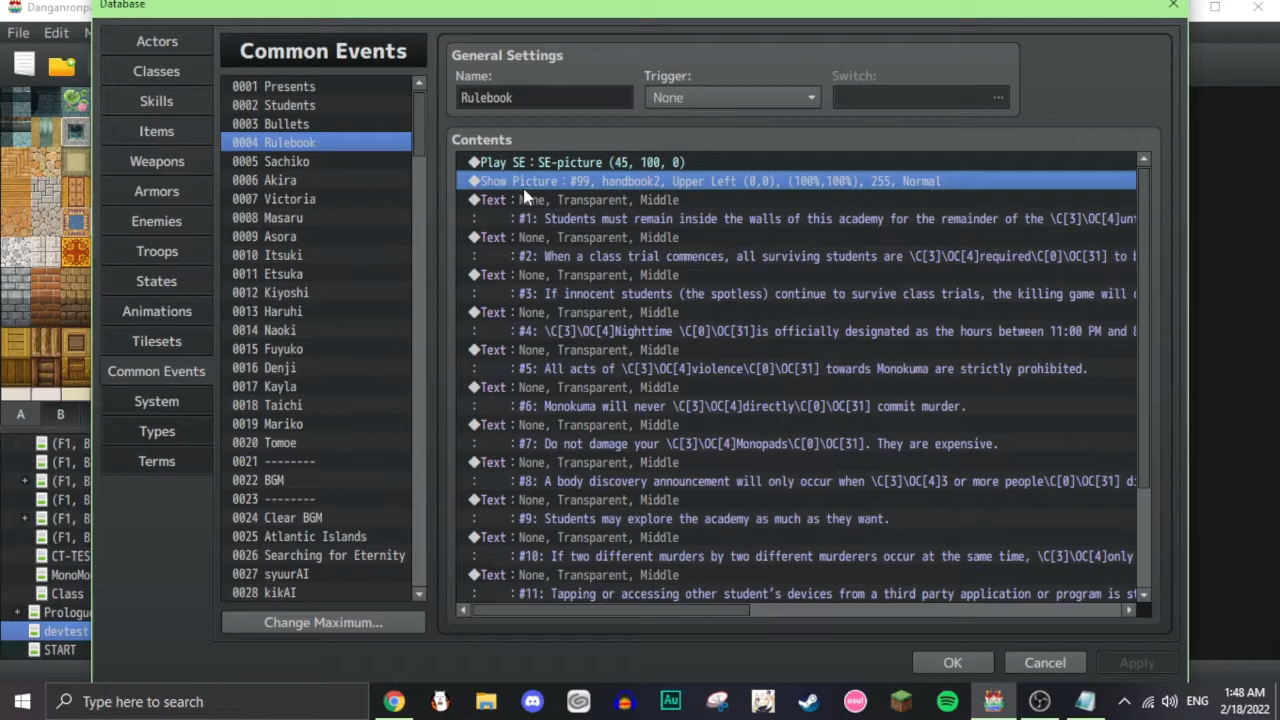 Danganronpa
Database
File Edit
Actors
Classes
Skills
Items
Weapons
Armors
Enemies
Troops
States
Animations
Tilesets
Common Events
System
Types
Terms
A B
(F1, B
(F1, B
(F1, B
(F1, B
(F1, B
(F1, B
CT-TES
MonoMo
Class
Prologu
devtest
START
Common Events
0001 Presents
0002 Students
0003 Bullets
0004 Rulebook
0005 Sachiko
0006 Akira
0007 Victoria
0008 Masaru
0009 Asora
0010 Itsuki
0011 Etsuka
0012 Kiyoshi
0013 Haruhi
0014 Naoki
0015 Fuyuko
0016 Denji
0017 Kayla
0018 Taichi
0019 Mariko
0020 Tomoe
0021 --------
0022 BGM
0023 --------
0024 Clear BGM
0025 Atlantic Islands
0026 Searching for Eternity
0027 syuurAI
0028 kikAI
Change Maximum...
General Settings
Name: Trigger: Switch:
Rulebook None ...
Contents
◆Play SE：SE-picture (45, 100, 0)
◆Show Picture：#99, handbook2, Upper Left (0,0), (100%,100%), 255, Normal
◆Text：None, Transparent, Middle
: :#1: Students must remain inside the walls of this academy for the remainder of the \C[3]\OC[4]un
◆Text：None, Transparent, Middle
: :#2: When a class trial commences, all surviving students are \C[3]\OC[4]required\C[0]\OC[31] to b
◆Text：None, Transparent, Middle
: :#3: If innocent students (the spotless) continue to survive class trials, the killing game will c
◆Text：None, Transparent, Middle
: :#4: \C[3]\OC[4]Nighttime \C[0]\OC[31]is officially designated as the hours between 11:00 PM and 8
◆Text：None, Transparent, Middle
: :#5: All acts of \C[3]\OC[4]violence\C[0]\OC[31] towards Monokuma are strictly prohibited.
◆Text：None, Transparent, Middle
: :#6: Monokuma will never \C[3]\OC[4]directly\C[0]\OC[31] commit murder.
◆Text：None, Transparent, Middle
: :#7: Do not damage your \C[3]\OC[4]Monopads\C[0]\OC[31]. They are expensive.
◆Text：None, Transparent, Middle
: :#8: A body discovery announcement will only occur when \C[3]\OC[4]3 or more people\C[0]\OC[31] d
◆Text：None, Transparent, Middle
: :#9: Students may explore the academy as much as they want.
◆Text：None, Transparent, Middle
: :#10: If two different murders by two different murderers occur at the same time, \C[3]\OC[4]only
◆Text：None, Transparent, Middle
: :#11: Tapping or accessing other student's devices from a third party application or program is st
OK Cancel Apply
Type here to search
Au
osu!
ENG
1:48 AM
2/18/2022